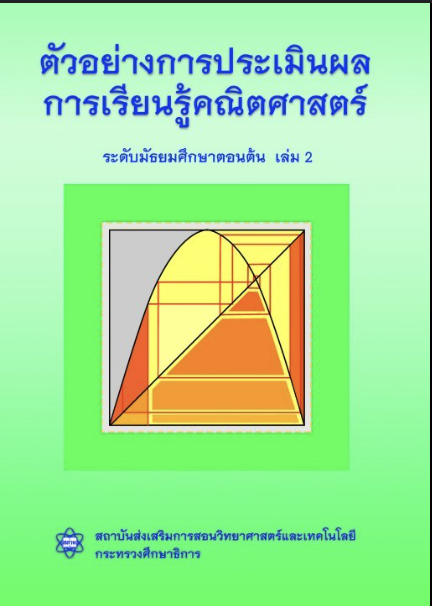 ตัวอย่างการประเมินผล
การเรียนรู้คณิตศาสตร์
ระดับมัธยมศึกษาตอนต้น เล่ม 2
สถาบันส่งเสริมการสอนวิทยาศาสตร์และเทคโนโลยี
กระทรวงศึกษาธิการ